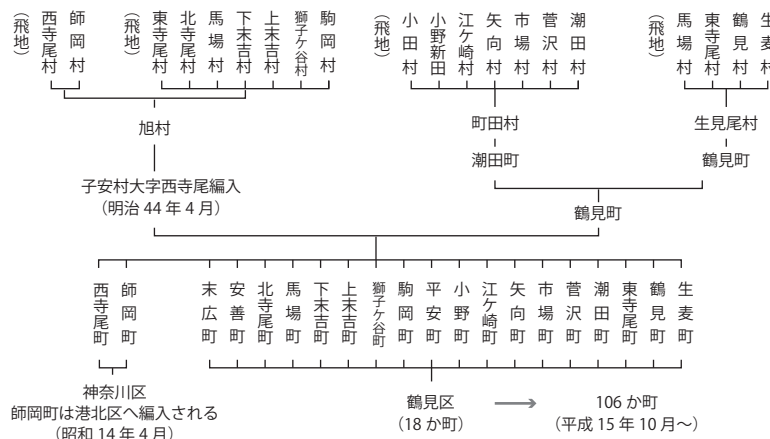 （飛地）
西寺尾村
師岡村
（飛地）
東寺尾村
北寺尾村
馬場村
下末吉村
上末吉村
獅子ケ谷村
駒岡村
（飛地）
小田村
小野新田
江ケ崎村
矢向村
市場村
菅沢村
潮田村
（飛地）
馬場村
東寺尾村
鶴見村
生麦村
旭村
町田村
生見尾村
潮田町
鶴見町
子安村大字西寺尾編入
（明治 44 年 4 月）
鶴見町
西寺尾町
師岡町
末広町
安善町
北寺尾町
馬場町
下末吉町
上末吉町
獅子ケ谷町
駒岡町
平安町
小野町
江ケ崎町
矢向町
市場町
菅沢町
潮田町
東寺尾町
鶴見町
生麦町
神奈川区
師岡町は港北区へ編入される
（昭和 14 年 4 月）
鶴見区
（18 か町）
106 か町
（平成 15 年 10 月〜）